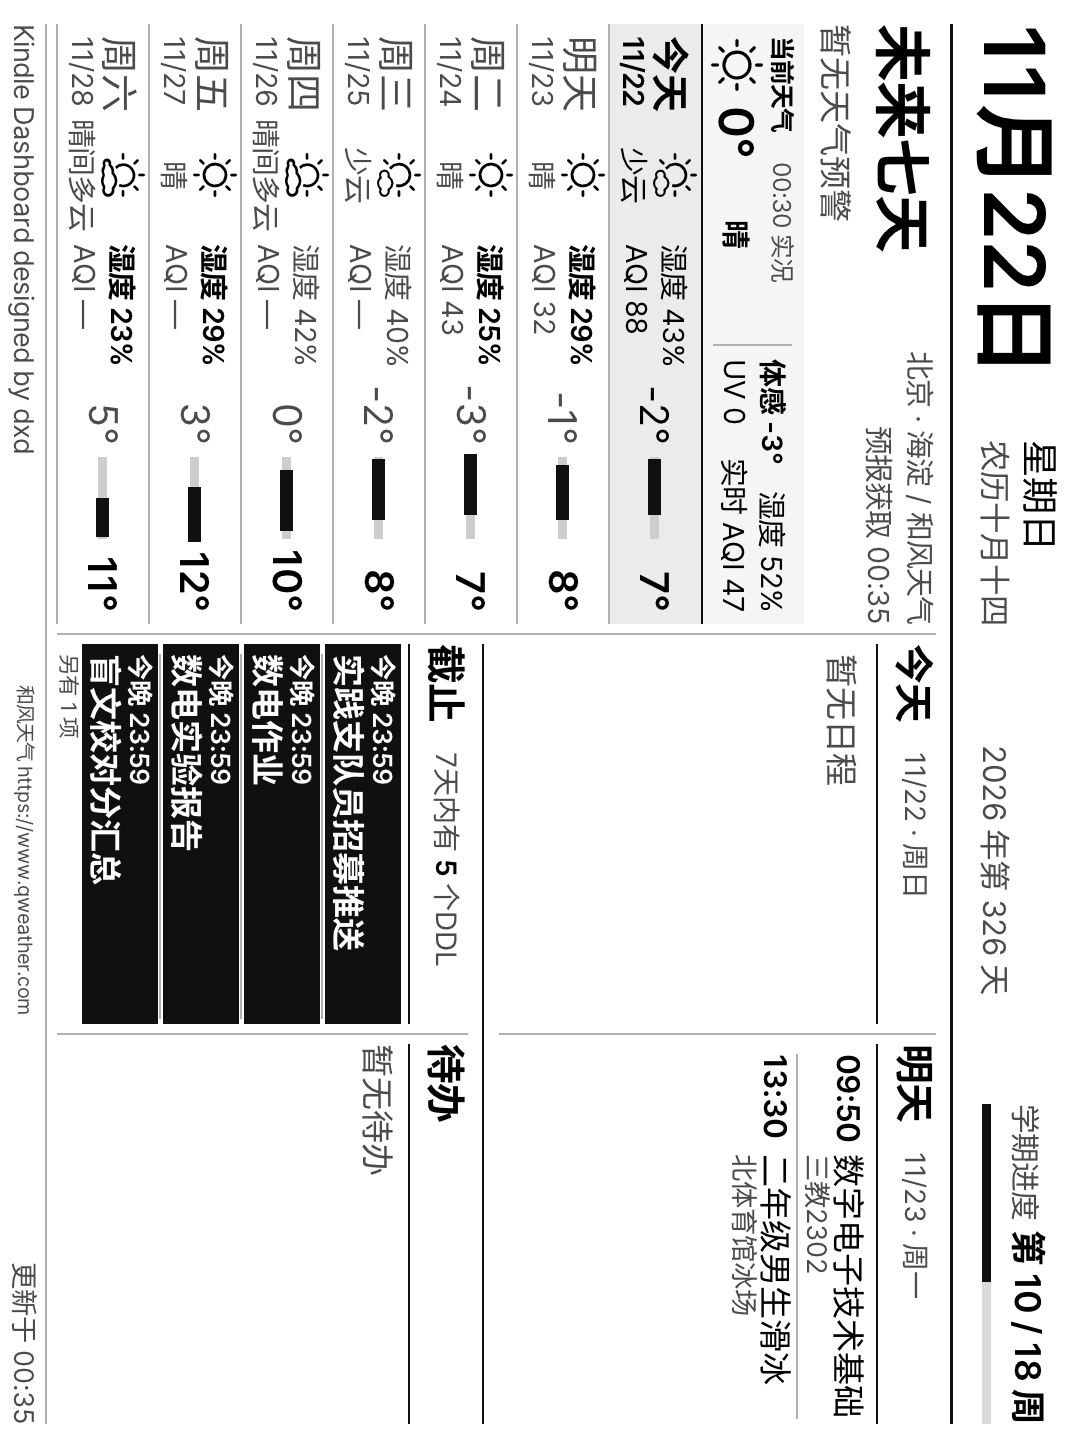 11月22日
星期日
农历十月十四
2026 年第 326 天
学期进度 第 10 / 18 周
未来七天
北京 · 海淀 / 和风天气
预报获取 00:35
暂无天气预警
当前天气 00:30 实况
0° 晴
体感 -3° 湿度 52%
UV 0 实时 AQI 47
今天 湿度 43% -2° 7°
11/22 少云 AQI 88
明天 湿度 29% -1° 8°
11/23 晴 AQI 32
周二 湿度 25% -3° 7°
11/24 晴 AQI 43
周三 湿度 40% -2° 8°
11/25 少云 AQI —
周四 湿度 42% 0° 10°
11/26 晴间多云 AQI —
周五 湿度 29% 3° 12°
11/27 晴 AQI —
周六 湿度 23% 5° 11°
11/28 晴间多云 AQI —
今天 11/22 · 周日
暂无日程
明天 11/23 · 周一
09:50 数字电子技术基础
三教2302
13:30 二年级男生滑冰
北体育馆冰场
截止 7天内有 5 个DDL
今晚 23:59
实践支队员招募推送
今晚 23:59
数电作业
今晚 23:59
数电实验报告
今晚 23:59
盲文校对分汇总
另有 1 项
待办
暂无待办
Kindle Dashboard designed by dxd
和风天气 https://www.qweather.com
更新于 00:35